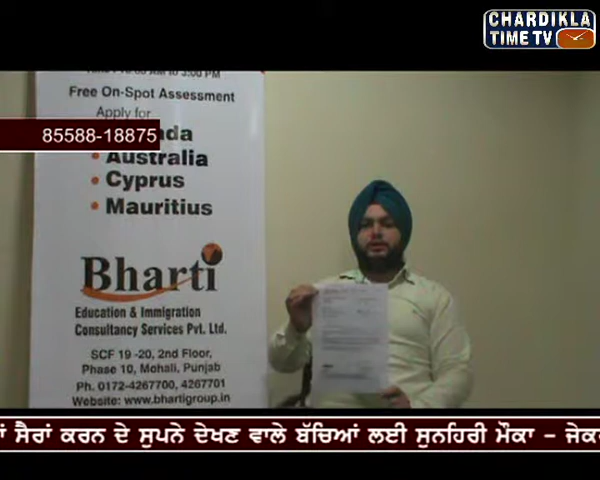 CHARDIKLA
TIME TV
Free On-Spot Assessment
Apply for
85588-18875
• Australia
• Cyprus
• Mauritius
Bharti
Education & Immigration
Consultancy Services Pvt. Ltd.
SCF 19 -20, 2nd Floor,
Phase 10, Mohali, Punjab
Ph. 0172-4267700, 4267701
Website: www.bhartigroup.in
ਸੈਰਾਂ ਕਰਨ ਦੇ ਸੁਪਨੇ ਦੇਖਣ ਵਾਲੇ ਬੱਚਿਆਂ ਲਈ ਸੁਨਹਿਰੀ ਮੌਕਾ –